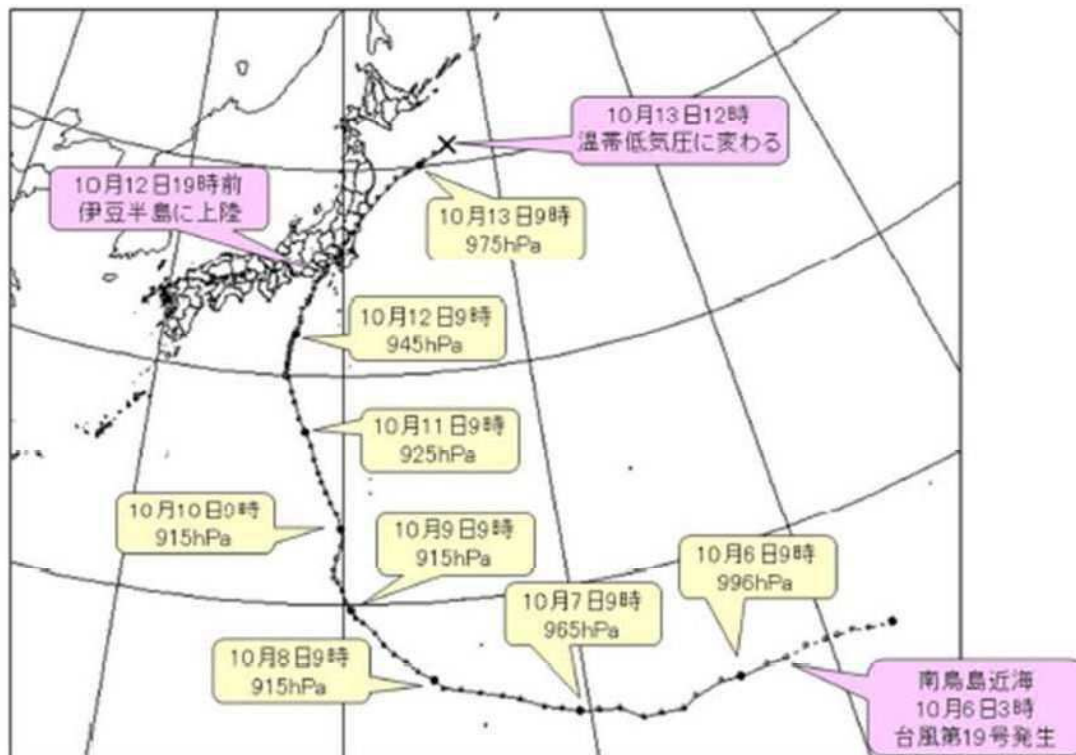 10月13日12時
温帯低気圧に変わる
10月12日19時前
伊豆半島に上陸
10月13日9時
975hPa
10月12日9時
945hPa
10月11日9時
925hPa
10月10日9時
915hPa
10月9日9時
915hPa
10月6日9時
996hPa
10月7日9時
965hPa
10月8日9時
915hPa
南鳥島近海
10月6日3時
台風第19号発生